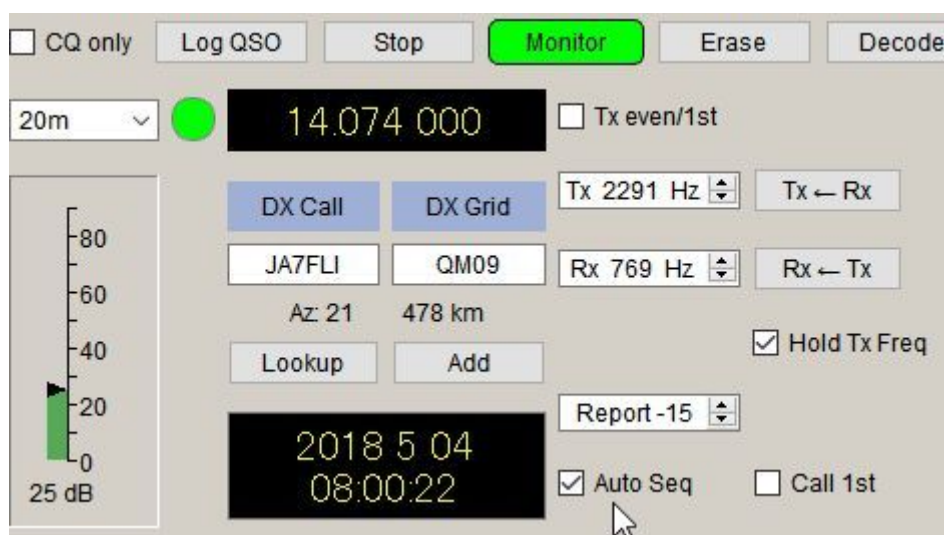 CQ only Log QSO Stop Monitor Erase Decode
20m 14.074 000 Tx even/1st
DX Call DX Grid Tx 2291 Hz Tx ← Rx
JA7FLI QM09 Rx 769 Hz Rx ← Tx
Az: 21 478 km
Hold Tx Freq
Lookup Add
Report -15
2018 5 04
08:00:22
Auto Seq Call 1st
80
60
40
20
0
25 dB